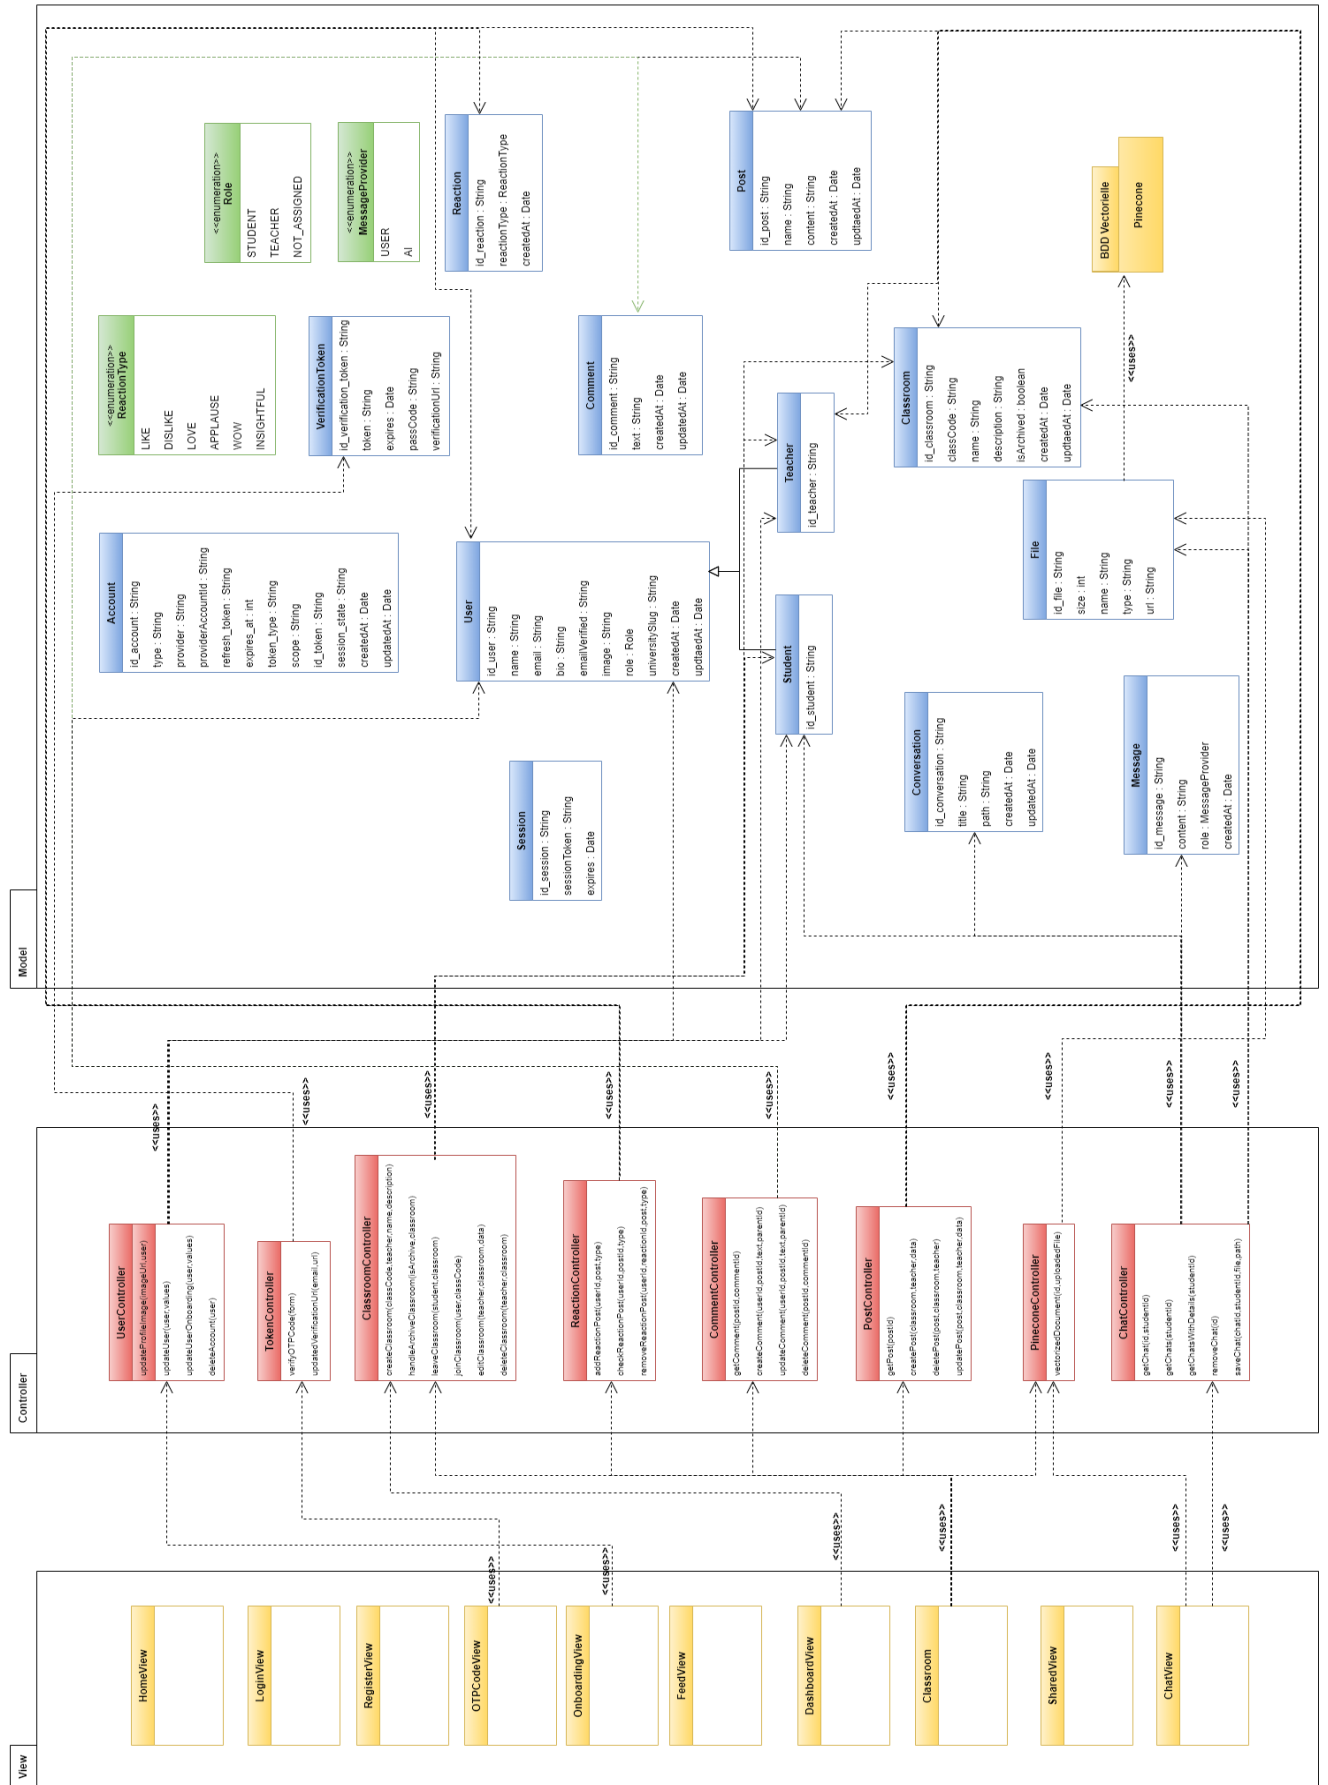 View
HomeView
LoginView
RegisterView
OTPCodeView
OnboardingView
FeedView
DashboardView
Classroom
SharedView
ChatView
<<uses>>
<<uses>>
<<uses>>
<<uses>>
<<uses>>
<<uses>>
Controller
UserController
updateProfileImage(imageUrl,user)
updateUser(user,values)
updateUserOnboarding(user,values)
deleteAccount(user)
TokenController
verifyOTPCode(form)
updatedVerificationUrl(email,url)
ClassroomController
createClassroom(classCode,teacher,name,description)
handleArchiveClassroom(isArchive,classroom)
leaveClassroom(student,classroom)
joinClassroom(user,classCode)
editClassroom(teacher,classroom,data)
deleteClassroom(teacher,classroom)
ReactionController
addReactionPost(userId,post,type)
checkReactionPost(userId,postId,type)
removeReactionPost(userId,reactionId,post,type)
CommentController
getComment(postId,commentId)
createComment(userId,postId,text,parentId)
updateComment(userId,postId,text,parentId)
deleteComment(postId,commentId)
PostController
getPost(postId)
createPost(classroom,teacher,data)
deletePost(post,classroom,teacher)
updatePost(post,classroom,teacher,data)
PineconeController
vectorizedDocument(id,uploadedFile)
ChatController
getChat(id,studentId)
getChats(studentId)
getChatsWithDetails(studentId)
removeChat(id)
saveChat(chatId,studentId,file,path)
<<uses>>
<<uses>>
<<uses>>
<<uses>>
<<uses>>
<<uses>>
<<uses>>
<<uses>>
<<uses>>
Model
Account
id_account : String
type : String
provider : String
providerAccountId : String
refresh_token : String
expires_at : int
token_type : String
scope : String
id_token : String
session_state : String
createdAt : Date
updatedAt : Date
<<enumeration>>
ReactionType
LIKE
DISLIKE
LOVE
APPLAUSE
WOW
INSIGHTFUL
<<enumeration>>
Role
STUDENT
TEACHER
NOT_ASSIGNED
VerificationToken
id_verification_token : String
token : String
expires : Date
passCode : String
verificationUrl : String
<<enumeration>>
MessageProvider
USER
AI
Session
id_session : String
sessionToken : String
expires : Date
User
id_user : String
name : String
email : String
bio : String
emailVerified : String
image : String
role : Role
universitySlug : String
createdAt : Date
updtaedAt : Date
Reaction
id_reaction : String
reactionType : ReactionType
createdAt : Date
Comment
id_comment : String
text : String
createdAt : Date
updatedAt : Date
Post
id_post : String
name : String
content : String
createdAt : Date
updtaedAt : Date
Student
id_student : String
Teacher
id_teacher : String
Classroom
id_classroom : String
classCode : String
name : String
description : String
isArchived : boolean
createdAt : Date
updtaedAt : Date
Conversation
id_conversation : String
title : String
path : String
createdAt : Date
updatedAt : Date
File
id_file : String
size : int
name : String
type : String
url : String
Message
id_message : String
content : String
role : MessageProvider
createdAt : Date
<<uses>>
BDD Vectorielle
Pinecone